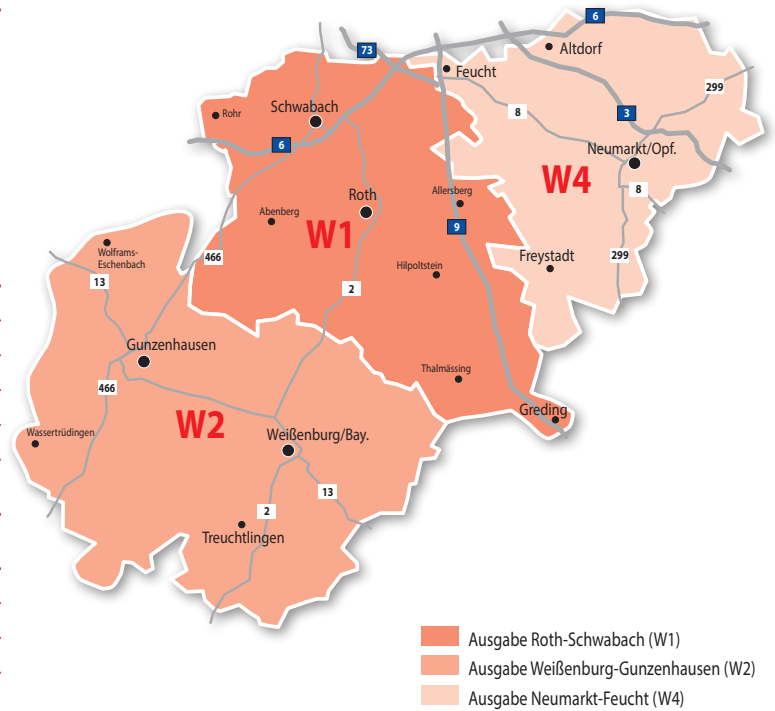 6
73
Altdorf
Feucht
299
Rohr
Schwabach
8
3
6
Neumarkt/Opf.
W4
8
Roth
Allersberg
Abenberg
W1
9
Wolframs-
Eschenbach
466
Freystadt
299
13
Hilpoltstein
2
Gunzenhausen
Thalmässing
466
Greding
W2
Wassertrüdingen
Weißenburg/Bay.
13
2
Treuchtlingen
Ausgabe Roth-Schwabach (W1)
Ausgabe Weißenburg-Gunzenhausen (W2)
Ausgabe Neumarkt-Feucht (W4)